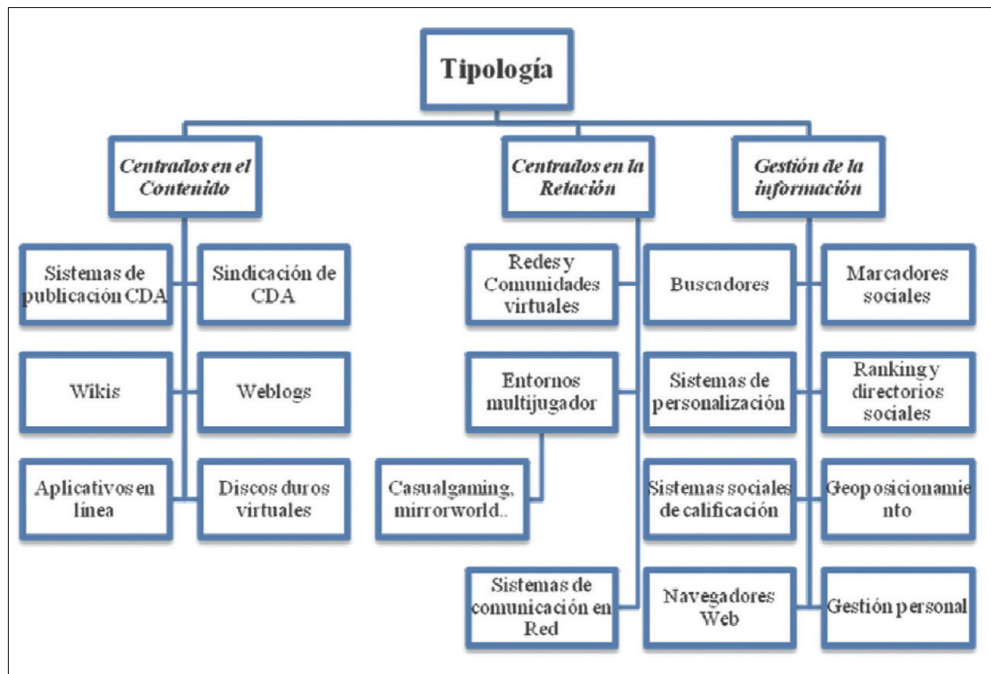 Tipología
Centrados en el
Contenido
Centrados en la
Relación
Gestión de la
información
Sistemas de
publicación CDA
Sindicación de
CDA
Redes y
Comunidades
virtuales
Buscadores
Marcadores
sociales
Wikis
Weblogs
Entornos
multijugador
Sistemas de
personalización
Ranking y
directorios
sociales
Aplicativos en
línea
Discos duros
virtuales
Casualgaming,
mirrorworld..
Sistemas sociales
de calificación
Geoposicionamie
nto
Sistemas de
comunicación en
Red
Navegadores
Web
Gestión personal